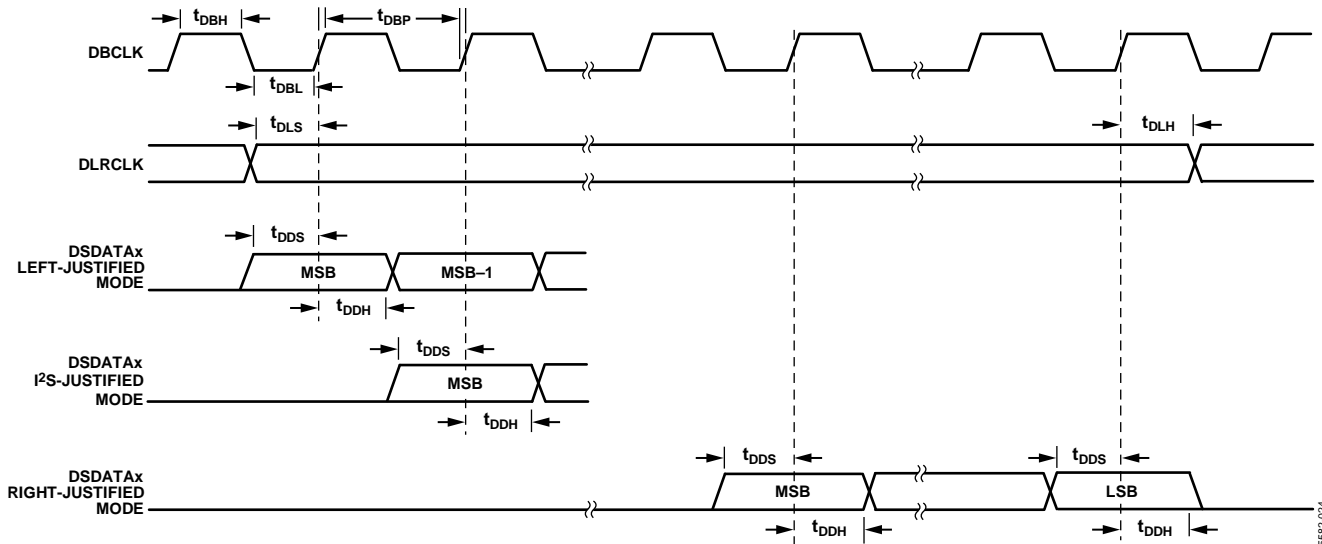 tDBH
tDBP
DBCLK
tDBL
tDLS
tDLH
DLRCLK
tDDS
DSDATAx
LEFT-JUSTIFIED
MODE
MSB
MSB–1
tDDH
tDDS
DSDATAx
I2S-JUSTIFIED
MODE
MSB
tDDH
tDDS
tDDS
DSDATAx
RIGHT-JUSTIFIED
MODE
MSB
LSB
tDDH
tDDH